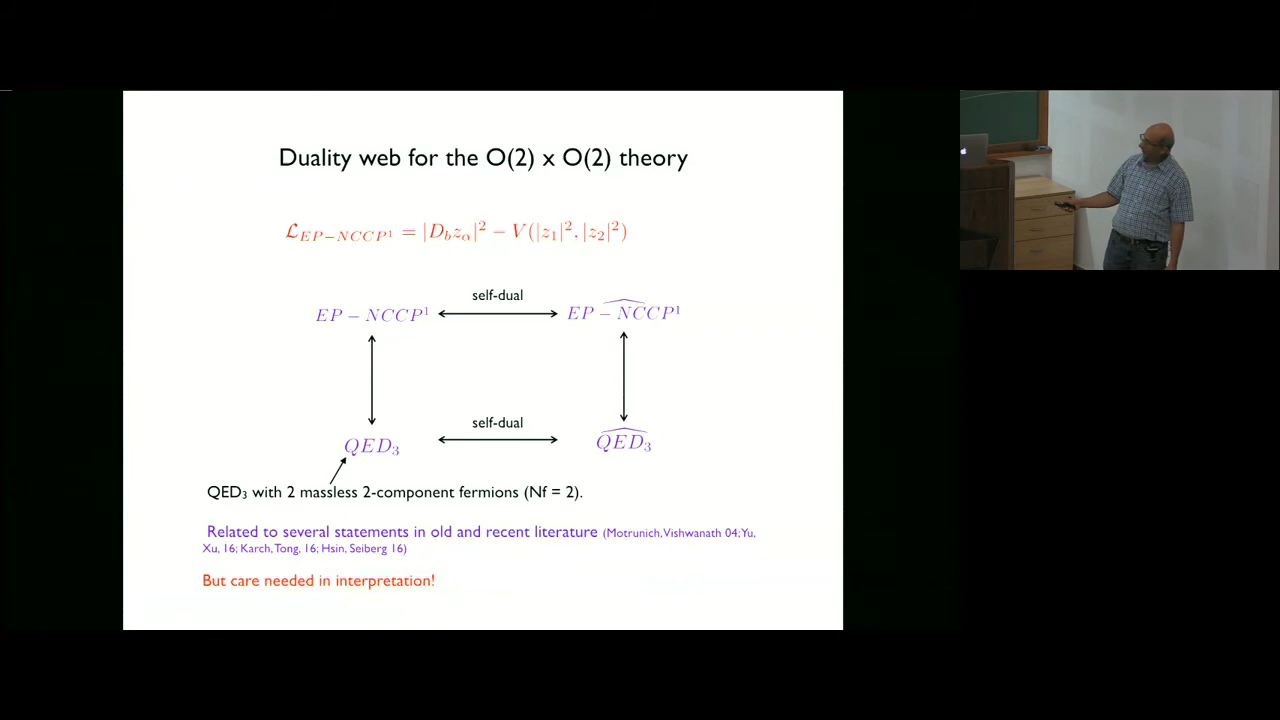 Duality web for the O(2) x O(2) theory
\mathcal{L}_{EP-NCCP^1} = |D_b z_\alpha|^2 - V(|z_1|^2. |z_2|^2)
self-dual
EP - NCCP^1 \widehat{EP - NCCP^1}
self-dual
QED_3 \widehat{QED_3}
QED₃ with 2 massless 2-component fermions (Nf = 2).
Related to several statements in old and recent literature (Motrunich, Vishwanath 04; Yu,
Xu, 16; Karch, Tong, 16; Hsin, Seiberg 16)
But care needed in interpretation!